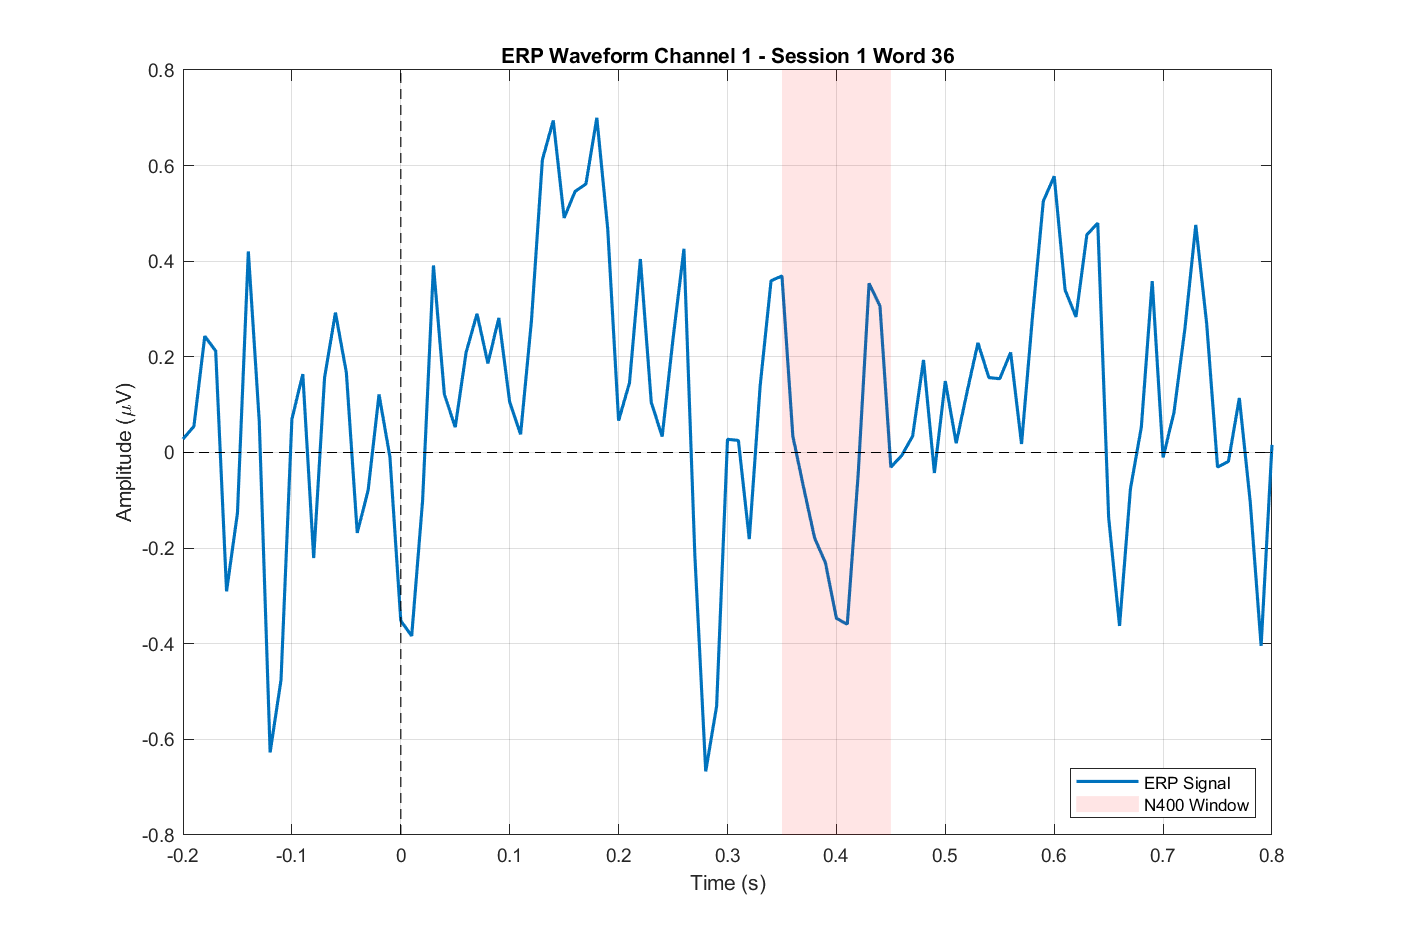 ERP Waveform Channel 1 - Session 1 Word 36
0.8
0.6
0.4
0.2
0
-0.2
-0.4
-0.6
-0.8
Amplitude (μV)
ERP Signal
N400 Window
-0.2 -0.1 0 0.1 0.2 0.3 0.4 0.5 0.6 0.7 0.8
Time (s)